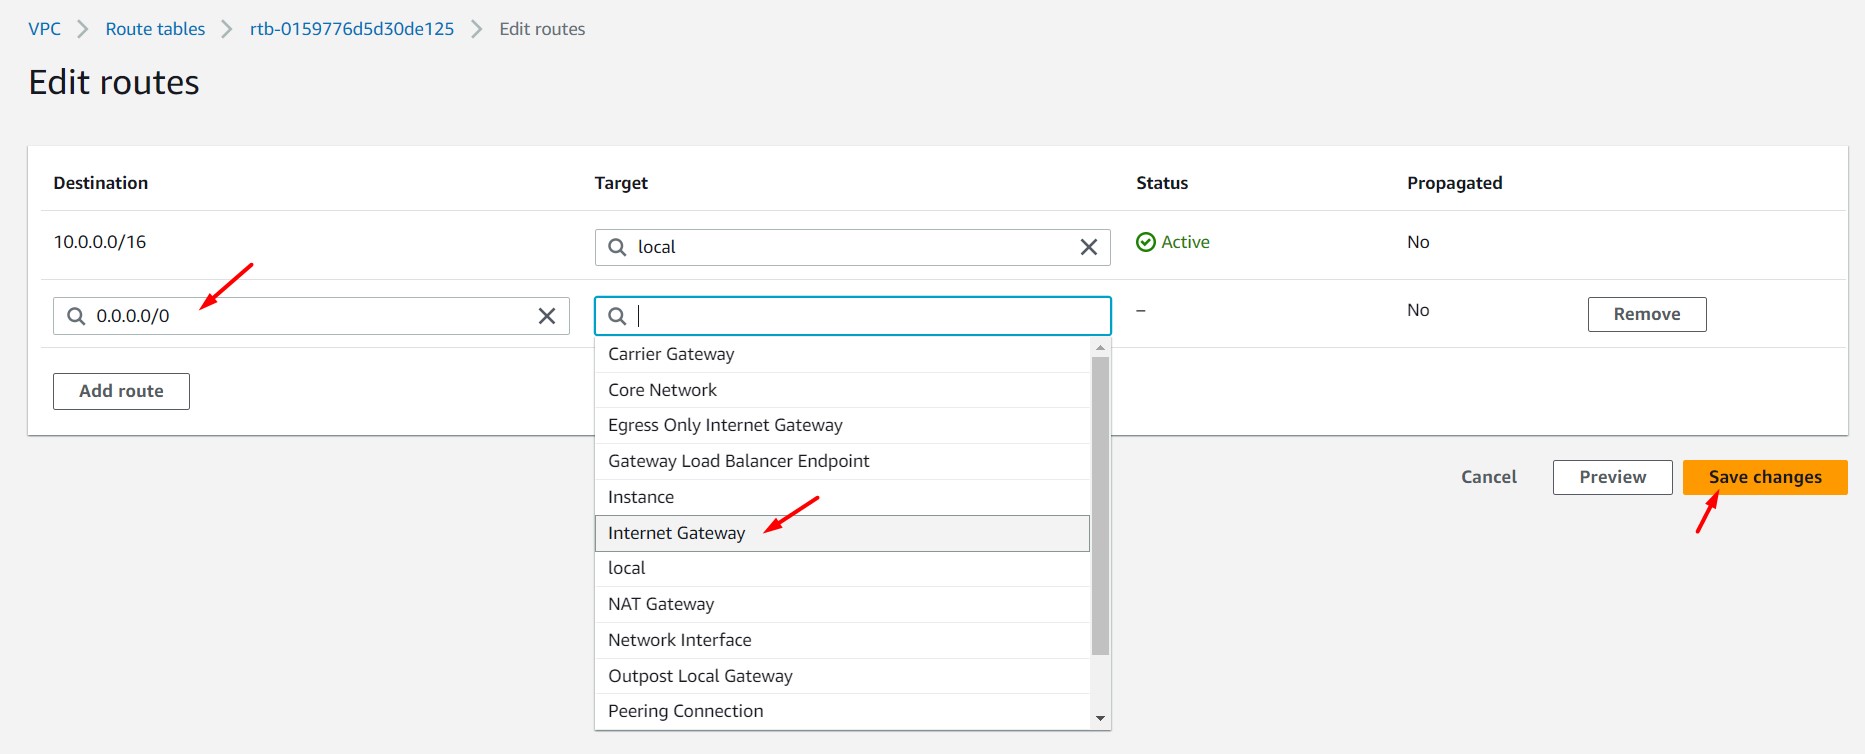 VPC > Route tables > rtb-0159776d5d30de125 > Edit routes
Edit routes
Destination Target Status Propagated
10.0.0.0/16 local Active No
0.0.0.0/0 – No Remove
Carrier Gateway
Add route
Core Network
Egress Only Internet Gateway
Gateway Load Balancer Endpoint
Cancel Preview Save changes
Instance
Internet Gateway
local
NAT Gateway
Network Interface
Outpost Local Gateway
Peering Connection